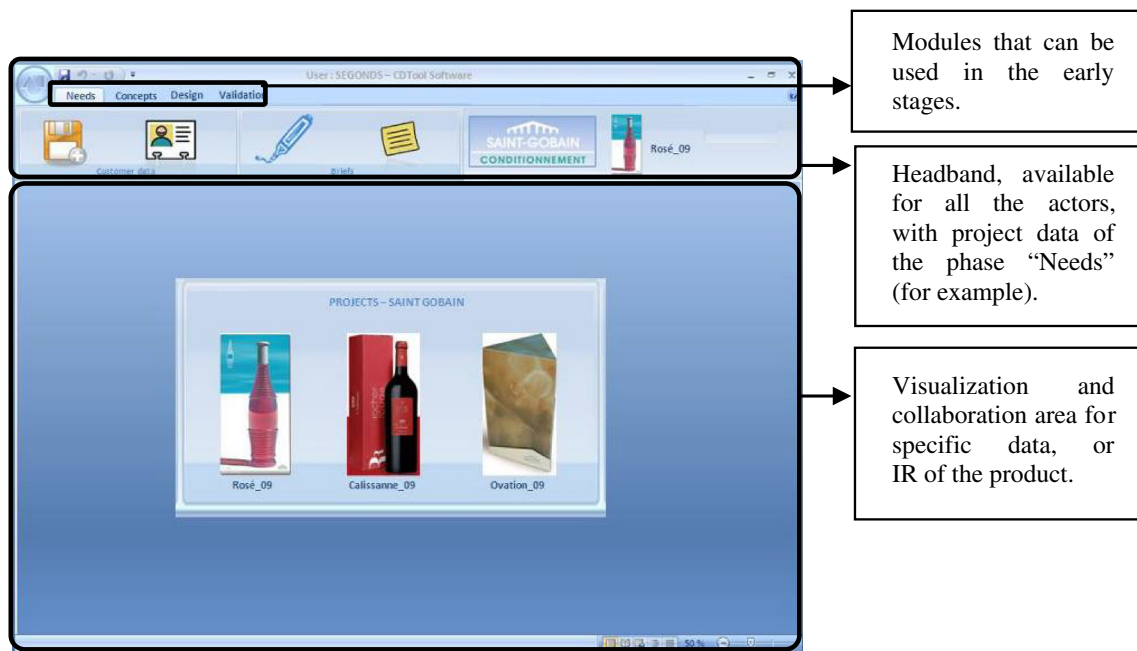 User : SEGONDS – CDTool Software
Needs Concepts Design Validation
SAINT-GOBAIN
CONDITIONNEMENT
Rosé_09
Customer data
Briefs
PROJECTS – SAINT GOBAIN
Rosé_09
Calissanne_09
Ovation_09
50 %
Modules that can be
used in the early
stages.
Headband, available
for all the actors,
with project data of
the phase “Needs”
(for example).
Visualization and
collaboration area for
specific data, or
IR of the product.